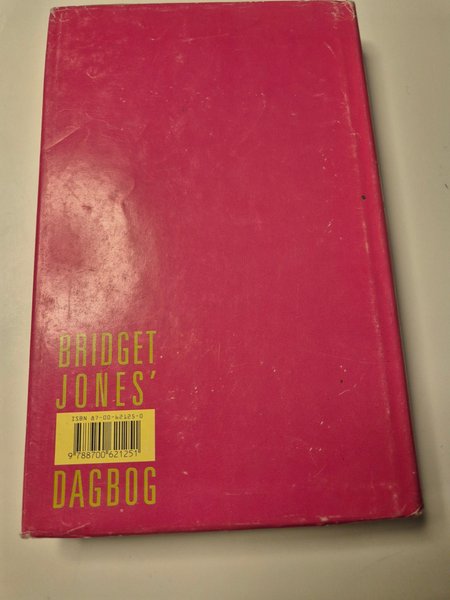 BRIDGET
JONES'
ISBN 87-00-62125-0
9 788700 621251
DAGBOG